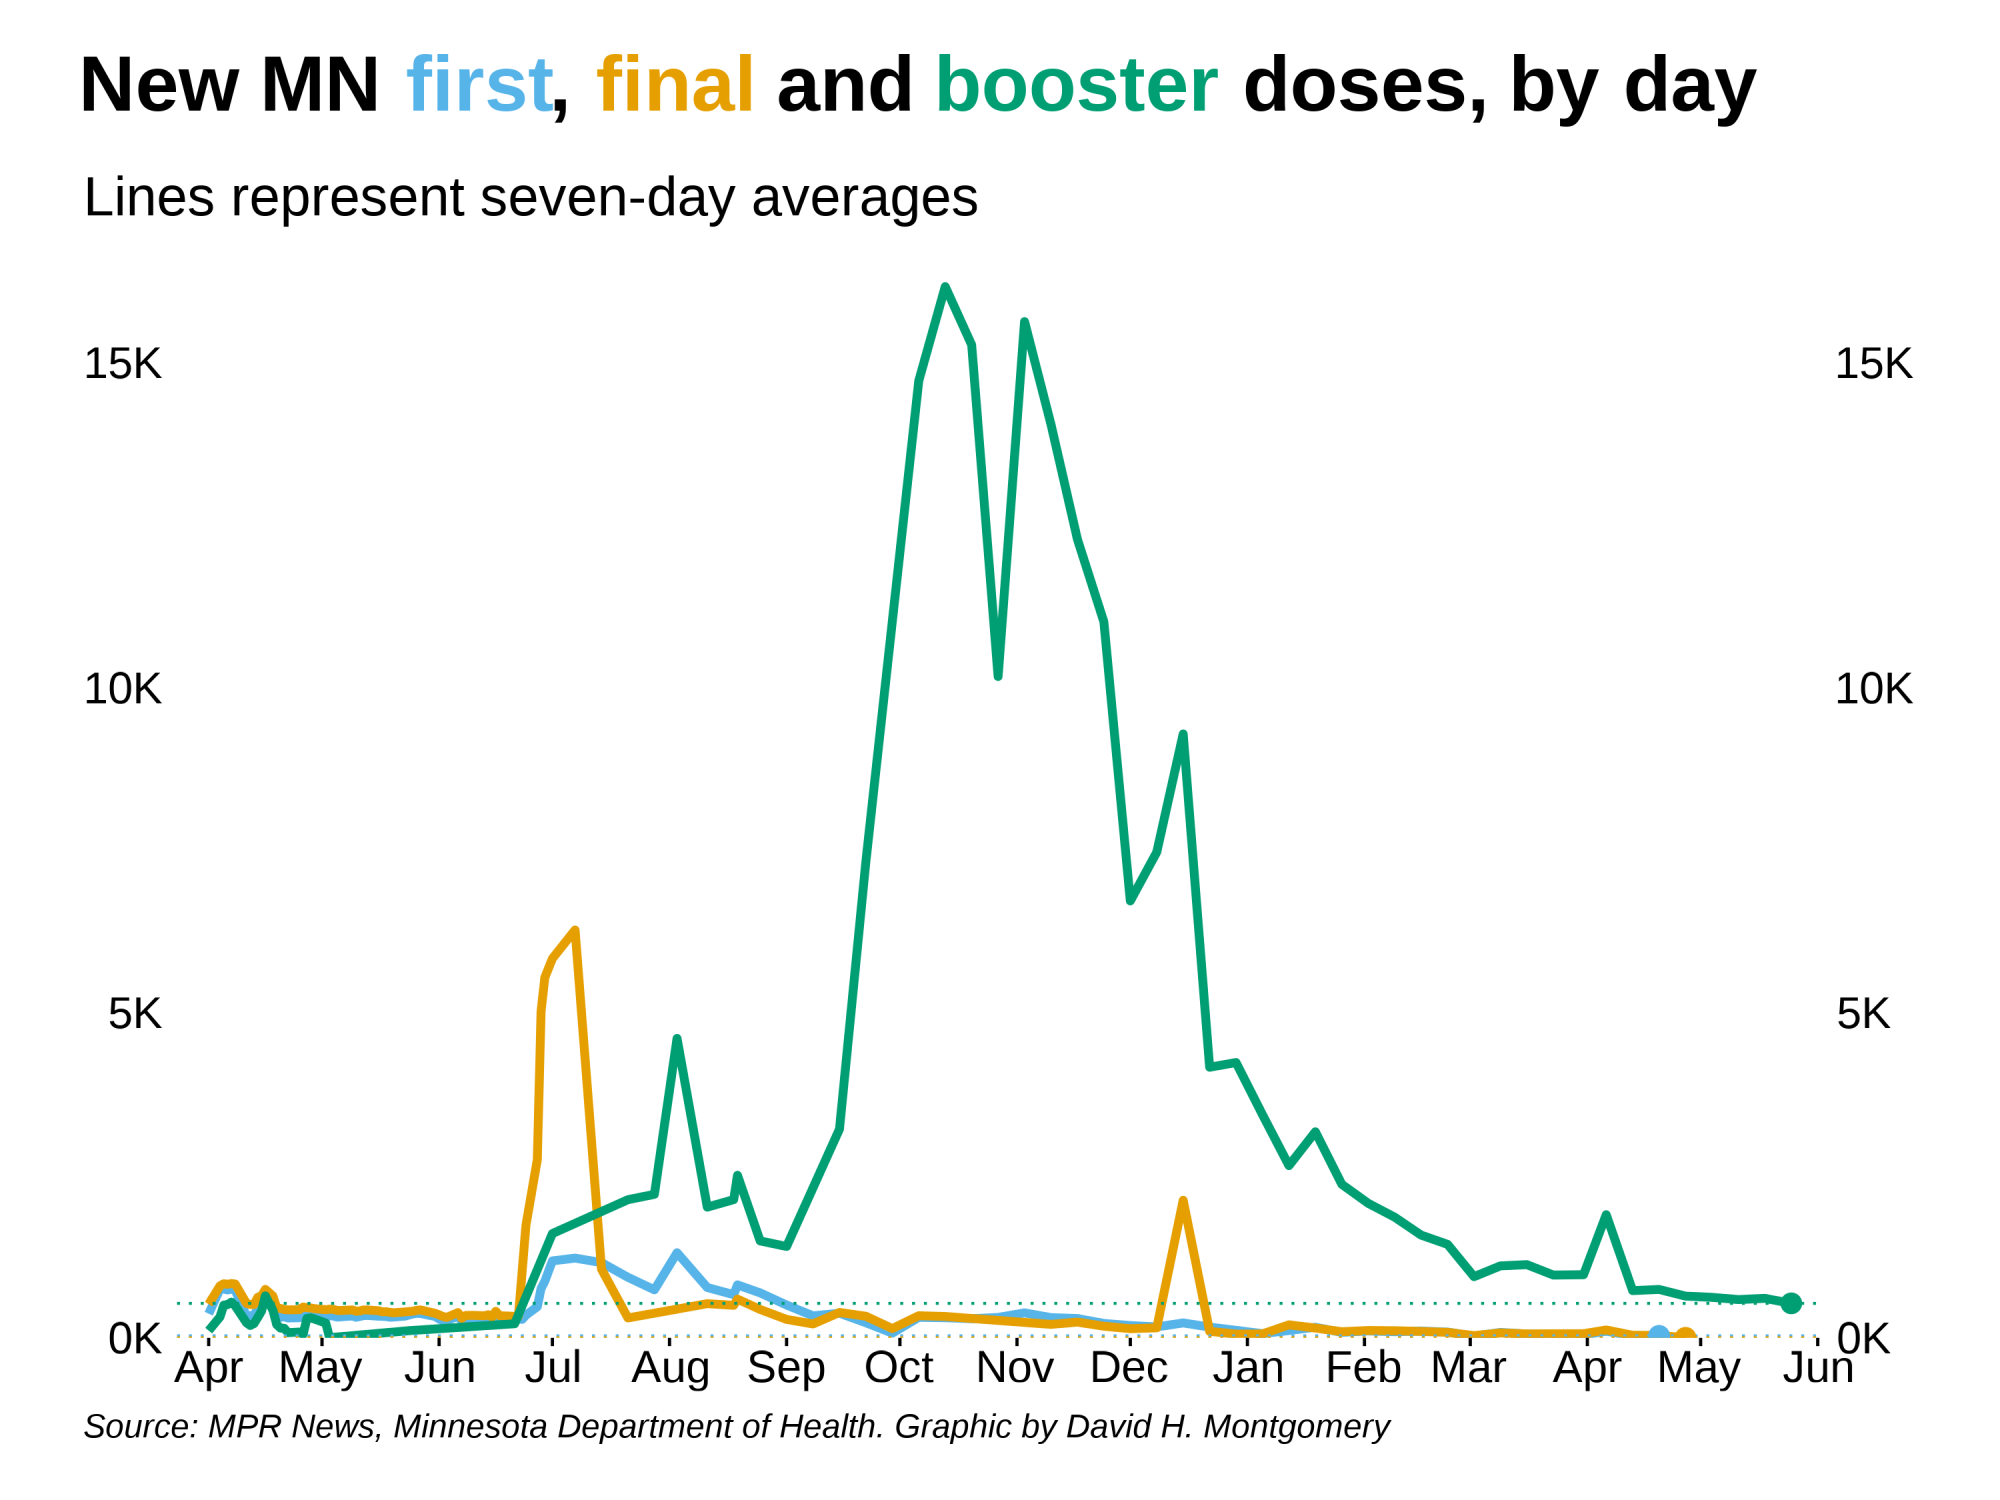 New MN first, final and booster doses, by day
Lines represent seven-day averages
15K 15K
10K 10K
5K 5K
0K 0K
Apr May Jun Jul Aug Sep Oct Nov Dec Jan Feb Mar Apr May Jun
Source: MPR News, Minnesota Department of Health. Graphic by David H. Montgomery